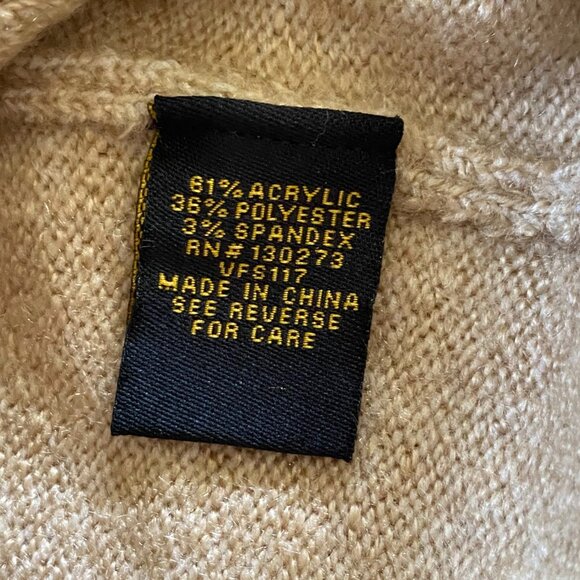 61% ACRYLIC
36% POLYESTER
3% SPANDEX
RN# 130273
VFS117
MADE IN CHINA
SEE REVERSE
FOR CARE